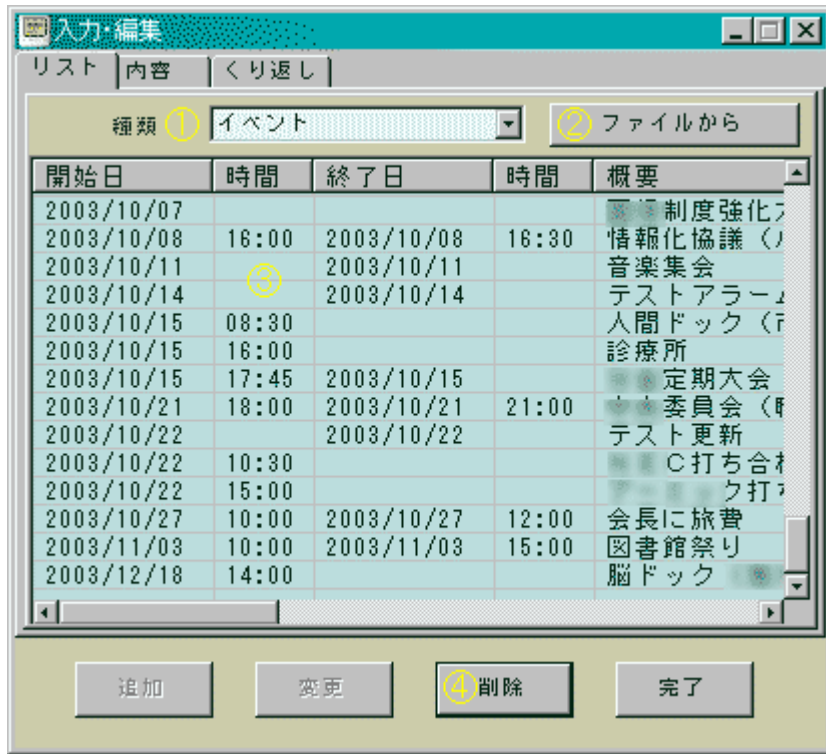 入力・編集
リスト 内容 くり返し
種類 ① イベント ② ファイルから
開始日 時間 終了日 時間 概要
2003/10/07 制度強化
2003/10/08 16:00 2003/10/08 16:30 情報化協議（
2003/10/11 ③ 2003/10/11 音楽集会
2003/10/14 2003/10/14 テストアラーム
2003/10/15 08:30 人間ドック（
2003/10/15 16:00 診療所
2003/10/15 17:45 2003/10/15 定期大会
2003/10/21 18:00 2003/10/21 21:00 委員会（
2003/10/22 2003/10/22 テスト更新
2003/10/22 10:30 C打ち合
2003/10/22 15:00 ク打
2003/10/27 10:00 2003/10/27 12:00 会長に旅費
2003/11/03 10:00 2003/11/03 15:00 図書館祭り
2003/12/18 14:00 脳ドック
追加 変更 ④ 削除 完了